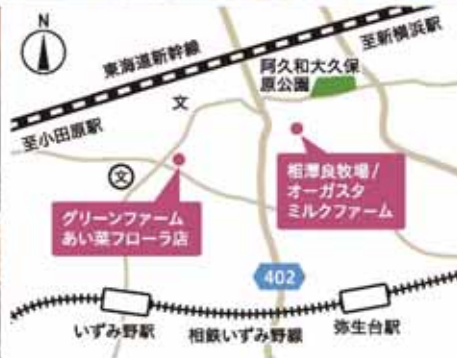 N
東海道新幹線
至新横浜駅
阿久和大久保
原公園
文
至小田原駅
文
相澤良牧場/
オーガスタ
ミルクファーム
グリーンファーム
あい菜フローラ店
402
いずみ野駅
相鉄いずみ野線
弥生台駅